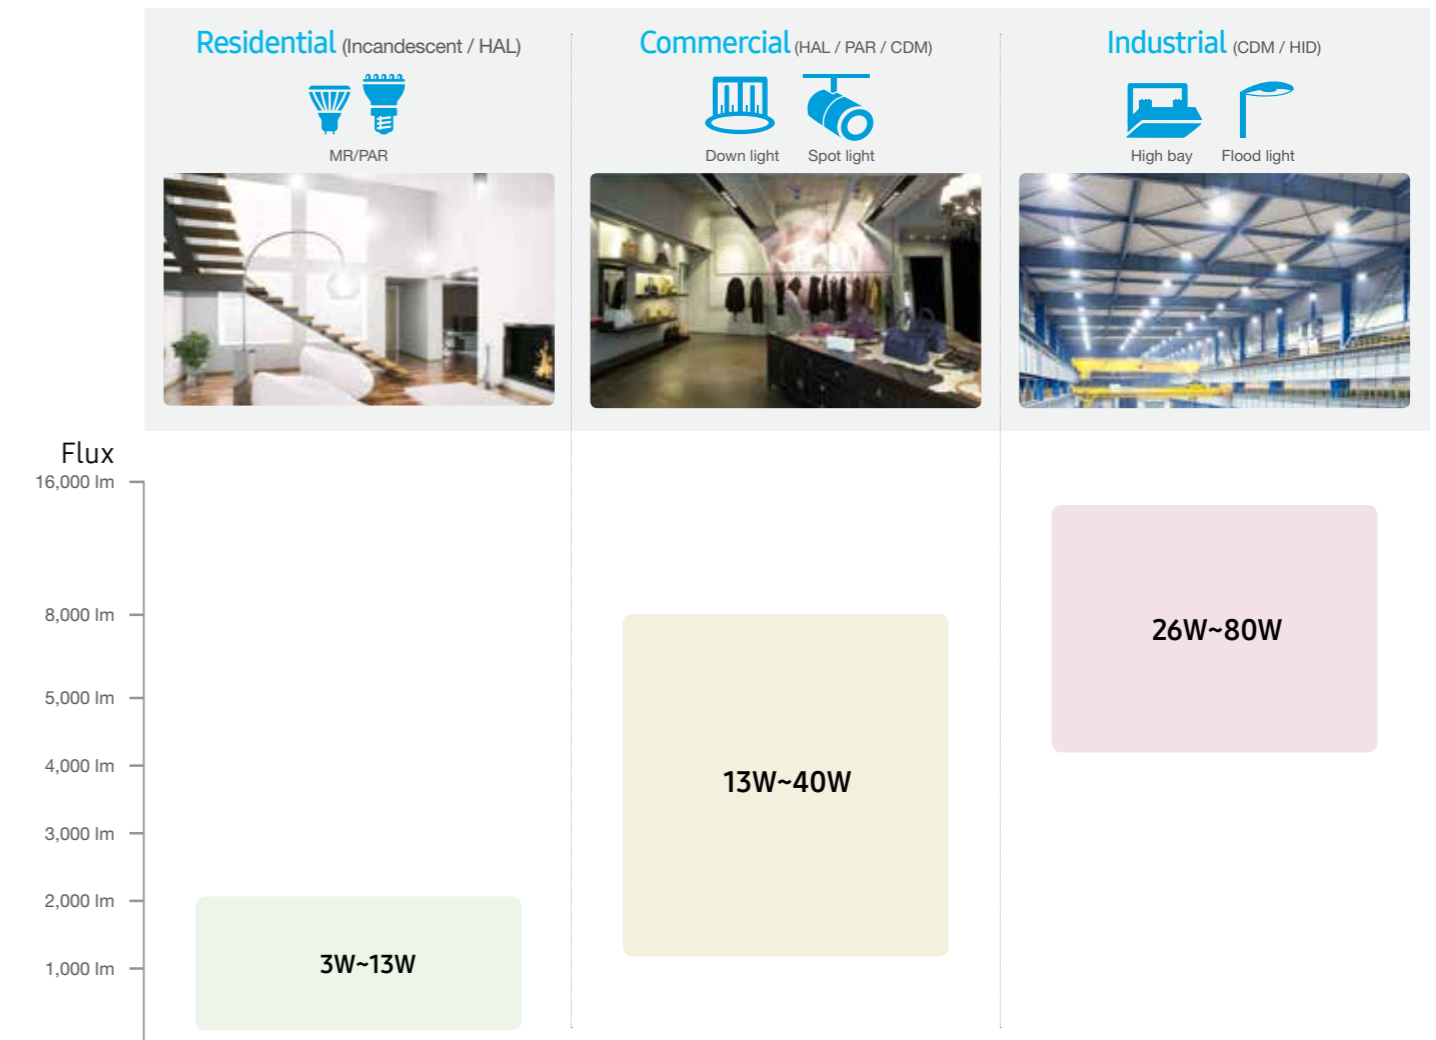 Residential (Incandescent / HAL)
Commercial (HAL / PAR / CDM)
Industrial (CDM / HID)
MR/PAR
Down light
Spot light
High bay
Flood light
Flux
16,000 lm
8,000 lm
5,000 lm
4,000 lm
3,000 lm
2,000 lm
1,000 lm
3W~13W
13W~40W
26W~80W